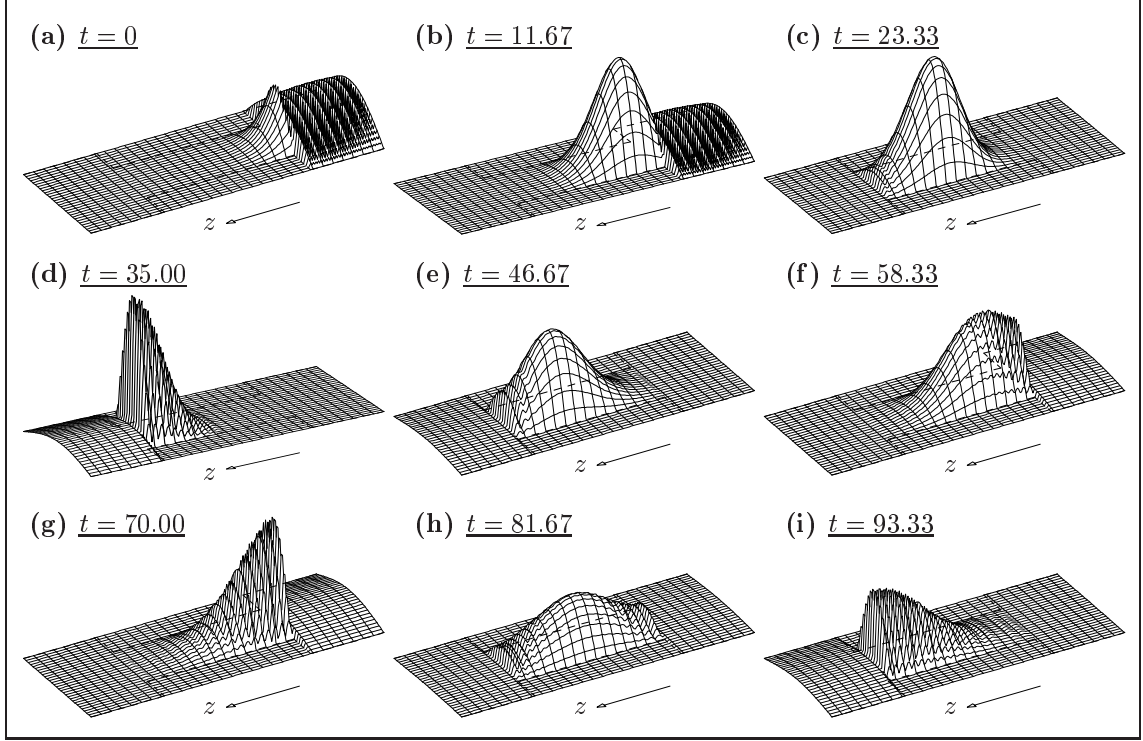 (a) t = 0
(b) t = 11.67
(c) t = 23.33
z
z
z
(d) t = 35.00
(e) t = 46.67
(f) t = 58.33
z
z
z
(g) t = 70.00
(h) t = 81.67
(i) t = 93.33
z
z
z